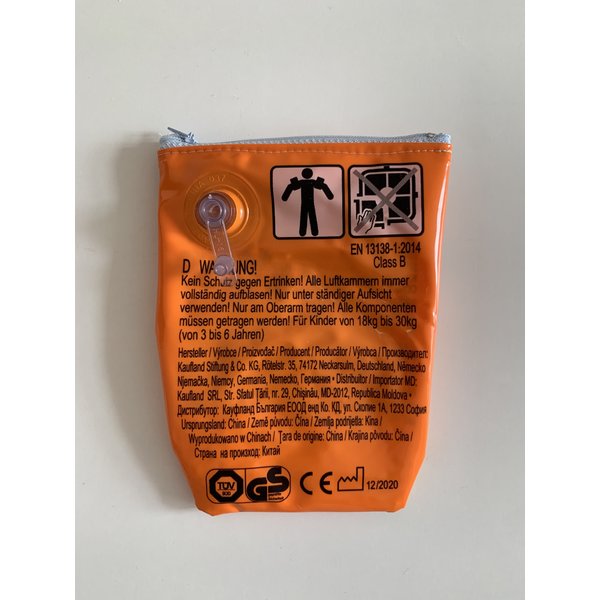 EN 13138-1:2014
Class B
D WARNING!
Kein Schutz gegen Ertrinken! Alle Luftkammern immer
vollständig aufblasen! Nur unter ständiger Aufsicht
verwenden! Nur am Oberarm tragen! Alle Komponenten
müssen getragen werden! Für Kinder von 18kg bis 30kg
(von 3 bis 6 Jahren)
Hersteller / Výrobce / Proizvođač / Producent / Producător / Výrobca / Производител:
Kaufland Stiftung & Co. KG, Rötelstr. 35, 74172 Neckarsulm, Deutschland, Německo
Njemačka, Niemcy, Germania, Nemecko, Германия • Distribuitor / Importator MD:
Kaufland SRL, Str. Sfatul Țării, nr. 29, Chișinău, MD-2012, Republica Moldova •
Дистрибутор: Кауфланд България ЕООД енд Ко. КД, ул. Скопие 1А, 1233 София
Ursprungsland: China / Země původu: Čína / Zemlja podrijetla: Kina /
Wyprodukowano w Chinach / Țara de origine: China / Krajina pôvodu: Čína /
Страна на произход: Китай
TÜV
SÜD
GS
geprüfte
Sicherheit
CE
12/2020